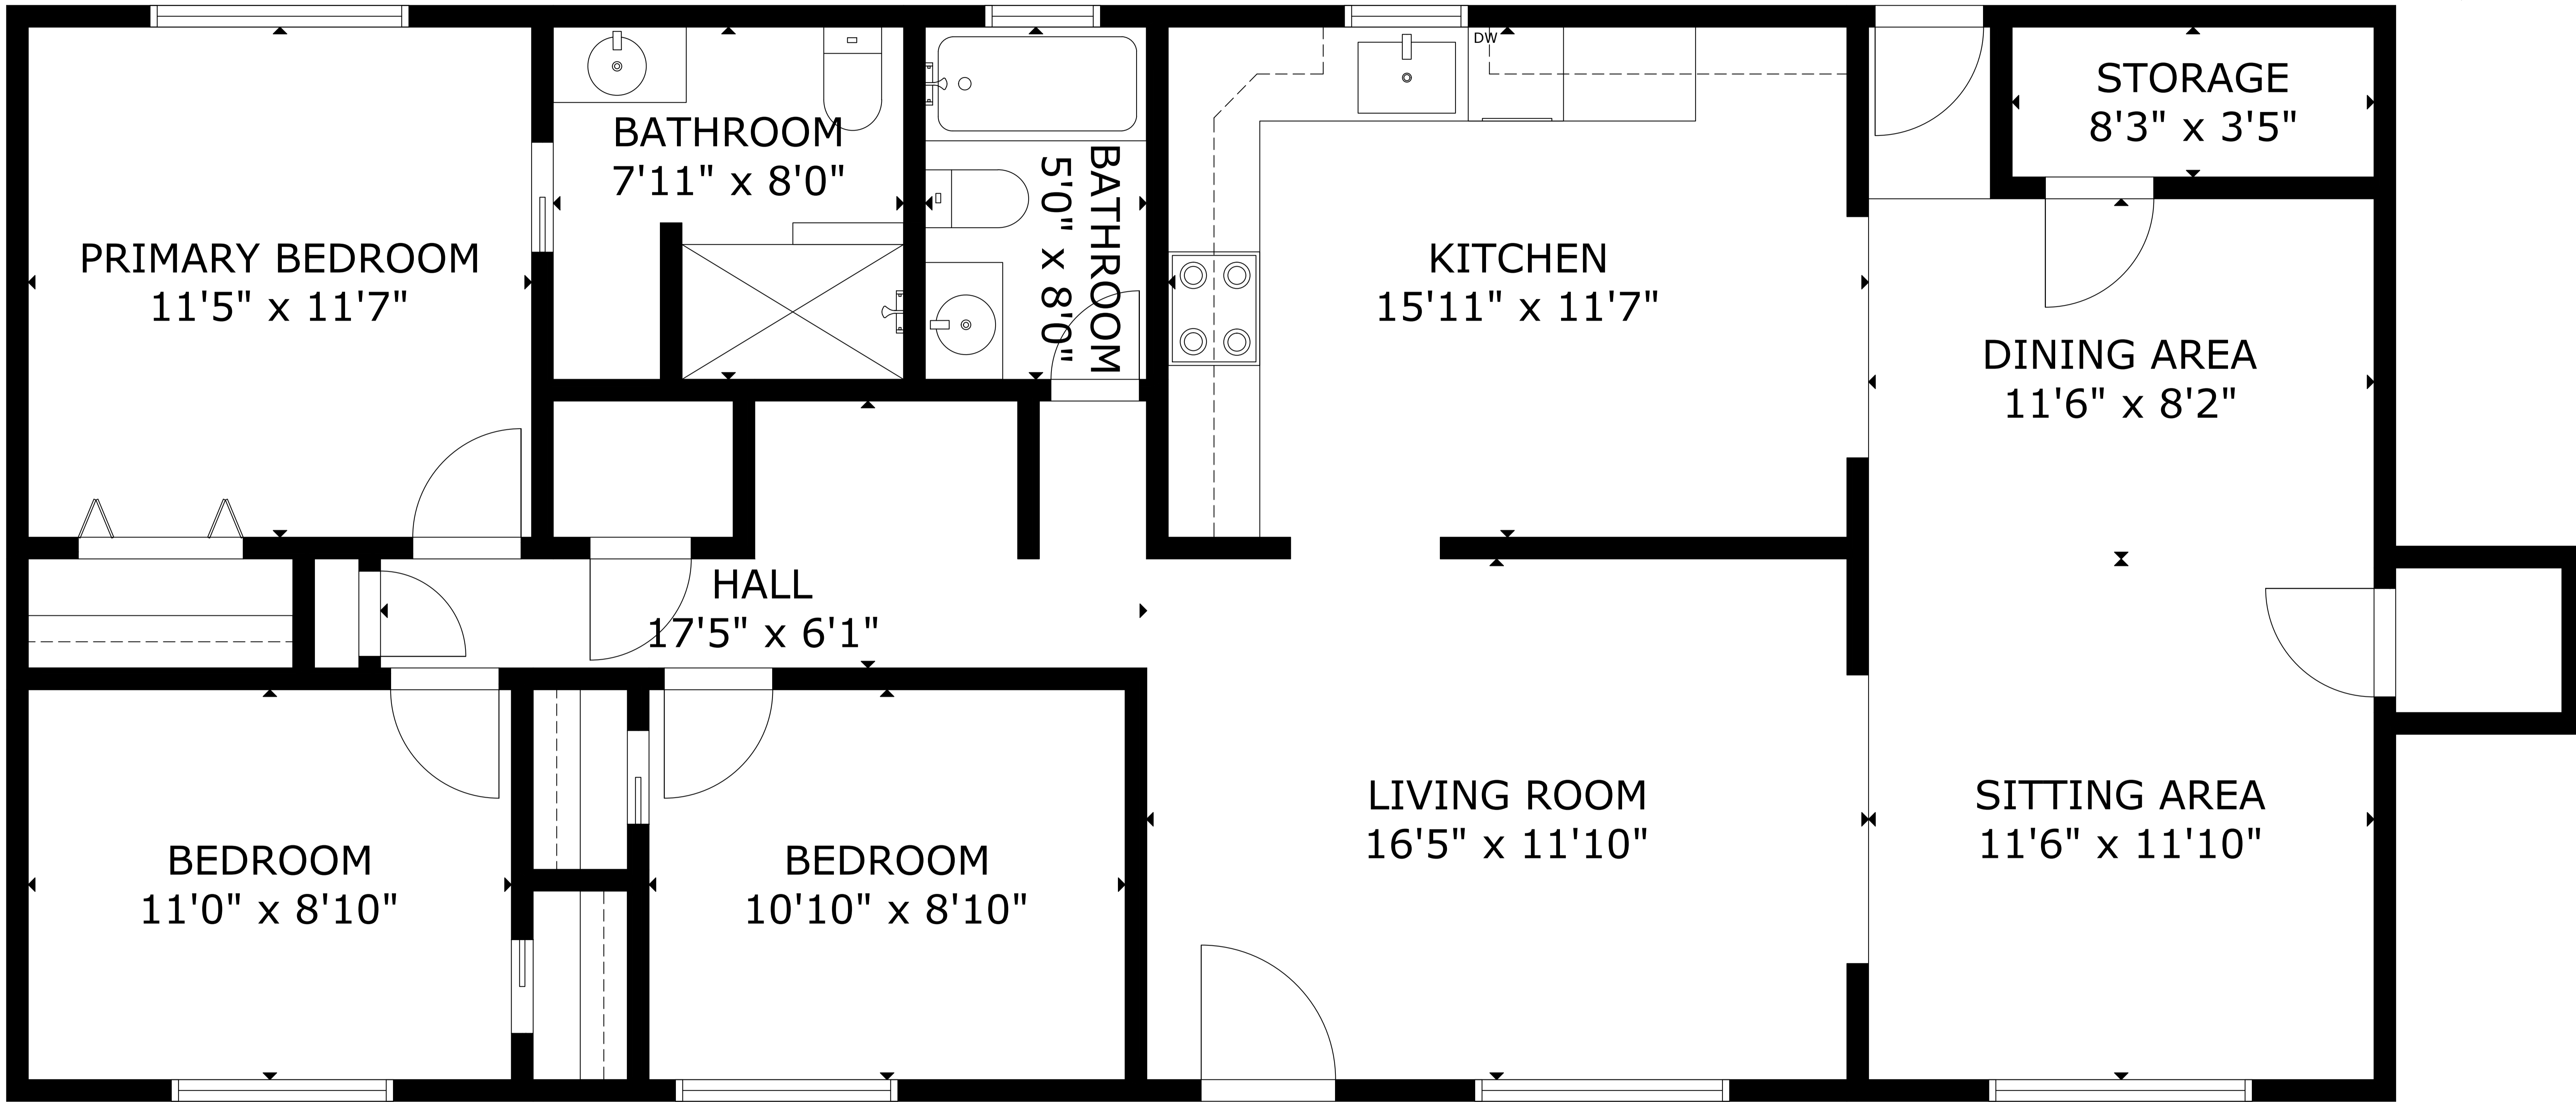 DW
STORAGE
8'3" x 3'5"
BATHROOM
7'11" x 8'0"
BATHROOM
5'0" x 8'0"
PRIMARY BEDROOM
11'5" x 11'7"
KITCHEN
15'11" x 11'7"
DINING AREA
11'6" x 8'2"
HALL
17'5" x 6'1"
LIVING ROOM
16'5" x 11'10"
SITTING AREA
11'6" x 11'10"
BEDROOM
11'0" x 8'10"
BEDROOM
10'10" x 8'10"